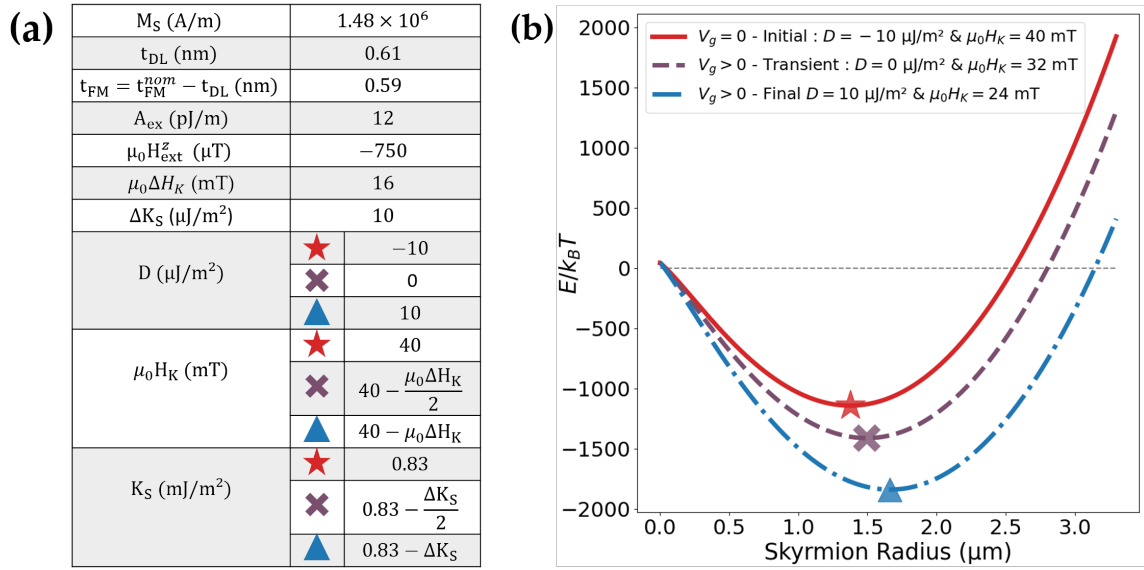 (a)
M_S (A/m) 1.48 × 10⁶
t_DL (nm) 0.61
t_FM = t_FM^nom − t_DL (nm) 0.59
A_ex (pJ/m) 12
μ₀H_ext^z (μT) −750
μ₀ΔH_K (mT) 16
ΔK_S (μJ/m²) 10
D (μJ/m²)
−10
0
10
μ₀H_K (mT)
40
40 − μ₀ΔH_K/2
40 − μ₀ΔH_K
K_S (mJ/m²)
0.83
0.83 − ΔK_S/2
0.83 − ΔK_S
(b)
V_g = 0 - Initial : D = − 10 μJ/m² & μ₀H_K = 40 mT
V_g > 0 - Transient : D = 0 μJ/m² & μ₀H_K = 32 mT
V_g > 0 - Final D = 10 μJ/m² & μ₀H_K = 24 mT
E/k_BT
2000
1500
1000
500
0
−500
−1000
−1500
−2000
0.0 0.5 1.0 1.5 2.0 2.5 3.0
Skyrmion Radius (μm)